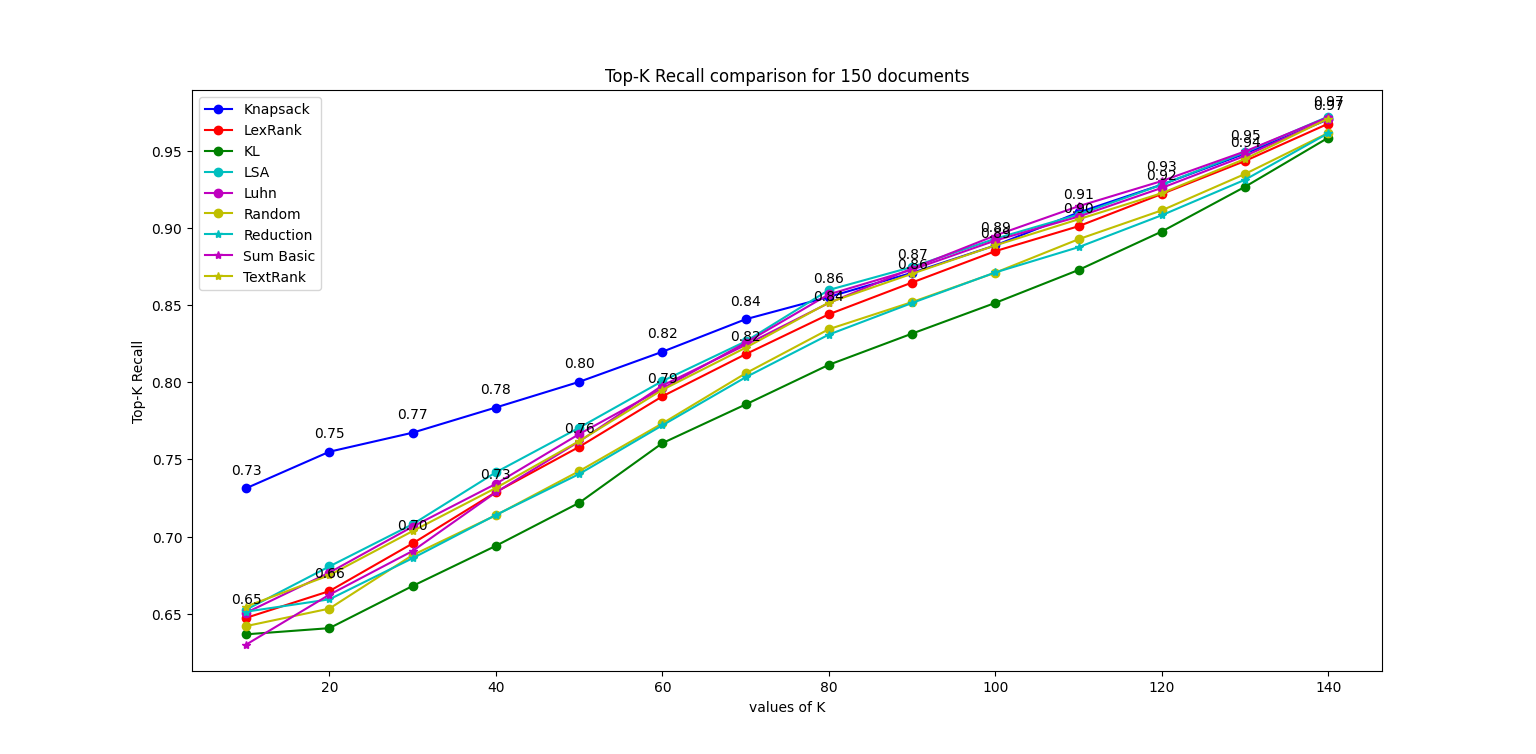 Top-K Recall comparison for 150 documents
Knapsack
LexRank
KL
LSA
Luhn
Random
Reduction
Sum Basic
TextRank
Top-K Recall
0.95
0.90
0.85
0.80
0.75
0.70
0.65
0.73
0.75
0.77
0.78
0.80
0.82
0.84
0.86
0.87
0.89
0.91
0.93
0.95
0.97
0.65
0.66
0.70
0.73
0.76
0.79
0.82
0.84
0.86
0.89
0.90
0.92
0.94
0.97
20 40 60 80 100 120 140
values of K